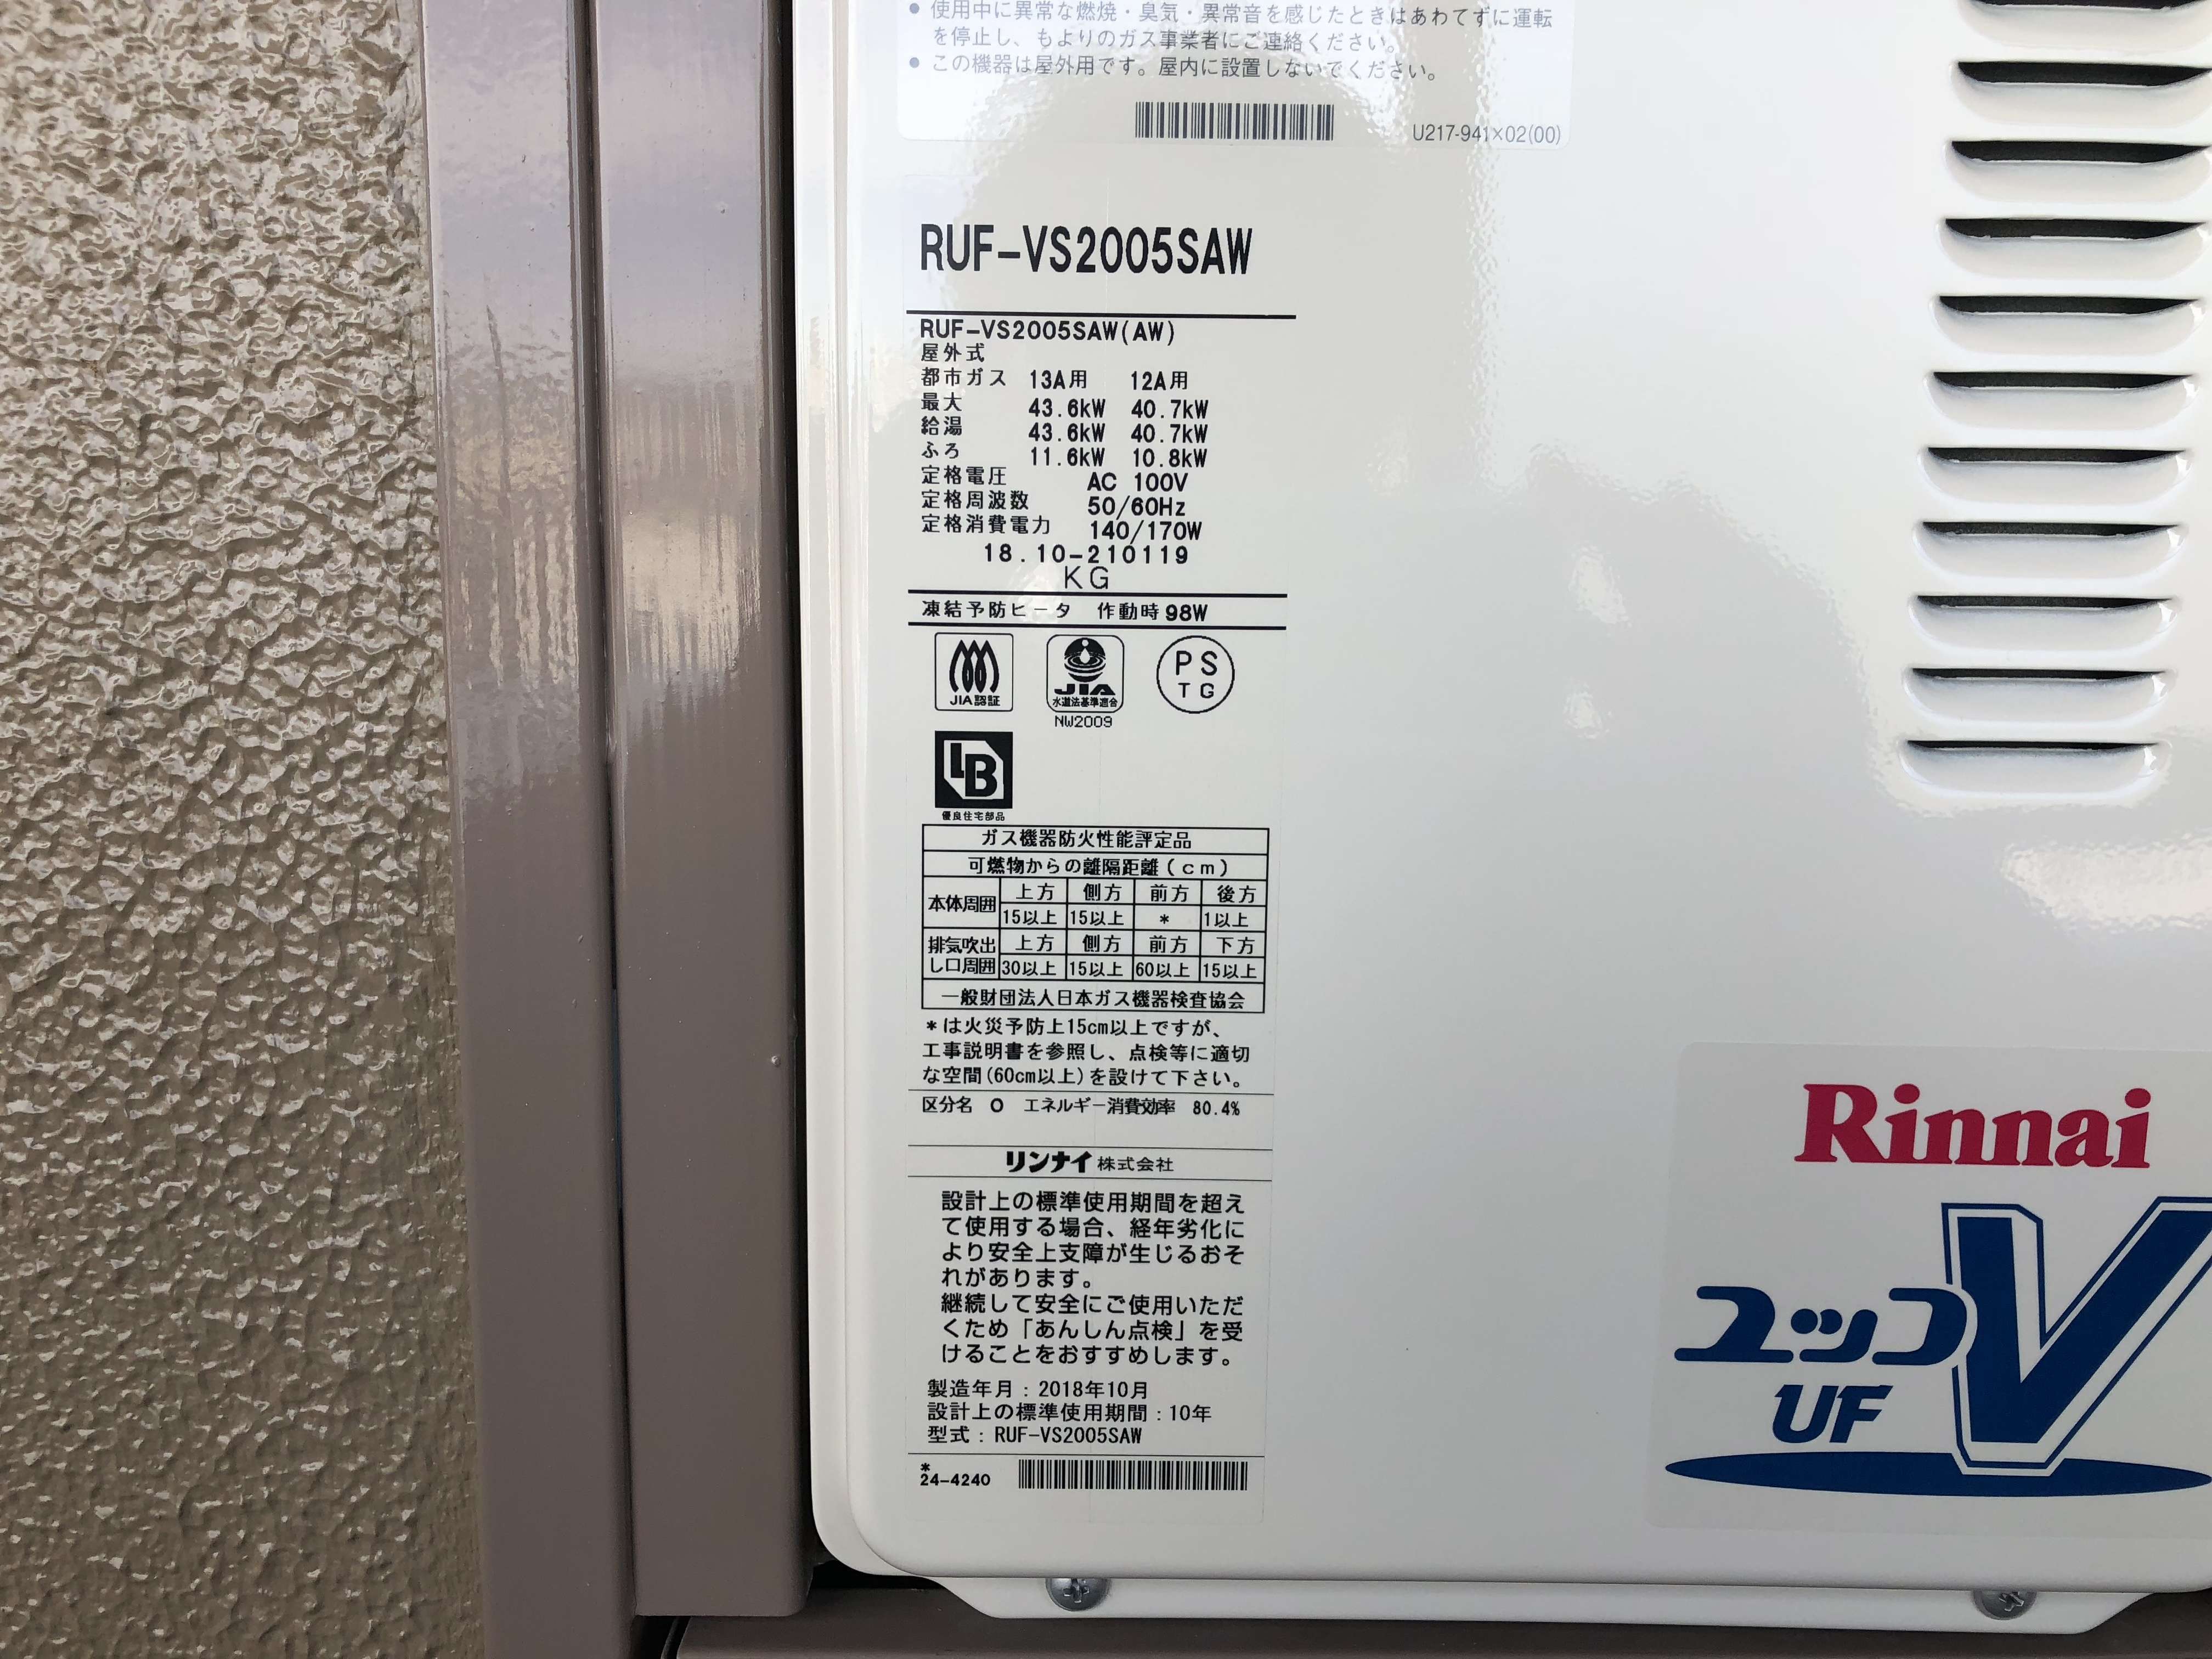 ● 使用中に異常な燃焼・臭気・異常音を感じたときはあわてずに運転
を停止し、もよりのガス事業者にご連絡ください。
● この機器は屋外用です。屋内に設置しないでください。
U217-941×02(00)
RUF-VS2005SAW
RUF-VS2005SAW(AW)
屋外式
都市ガス 13A用 12A用
最大 43.6kW 40.7kW
給湯 43.6kW 40.7kW
ふろ 11.6kW 10.8kW
定格電圧 AC 100V
定格周波数 50/60Hz
定格消費電力 140/170W
18.10-210119
KG
凍結予防ヒータ 作動時98W
JIA認証
JIA
水道法基準適合
NW2009
PS
TG
BL
優良住宅部品
ガス機器防火性能評定品
可燃物からの離隔距離(cm)
本体周囲 上方 側方 前方 後方
15以上 15以上 * 1以上
排気吹出し口周囲 上方 側方 前方 下方
30以上 15以上 60以上 15以上
一般財団法人日本ガス機器検査協会
*は火災予防上15cm以上ですが、
工事説明書を参照し、点検等に適切
な空間(60cm以上)を設けて下さい。
区分名 O エネルギー消費効率 80.4%
リンナイ株式会社
設計上の標準使用期間を超え
て使用する場合、経年劣化に
より安全上支障が生じるおそ
れがあります。
継続して安全にご使用いただ
くため「あんしん点検」を受
けることをおすすめします。
製造年月:2018年10月
設計上の標準使用期間:10年
型式:RUF-VS2005SAW
*
24-4240
Rinnai
ユッコV
UF